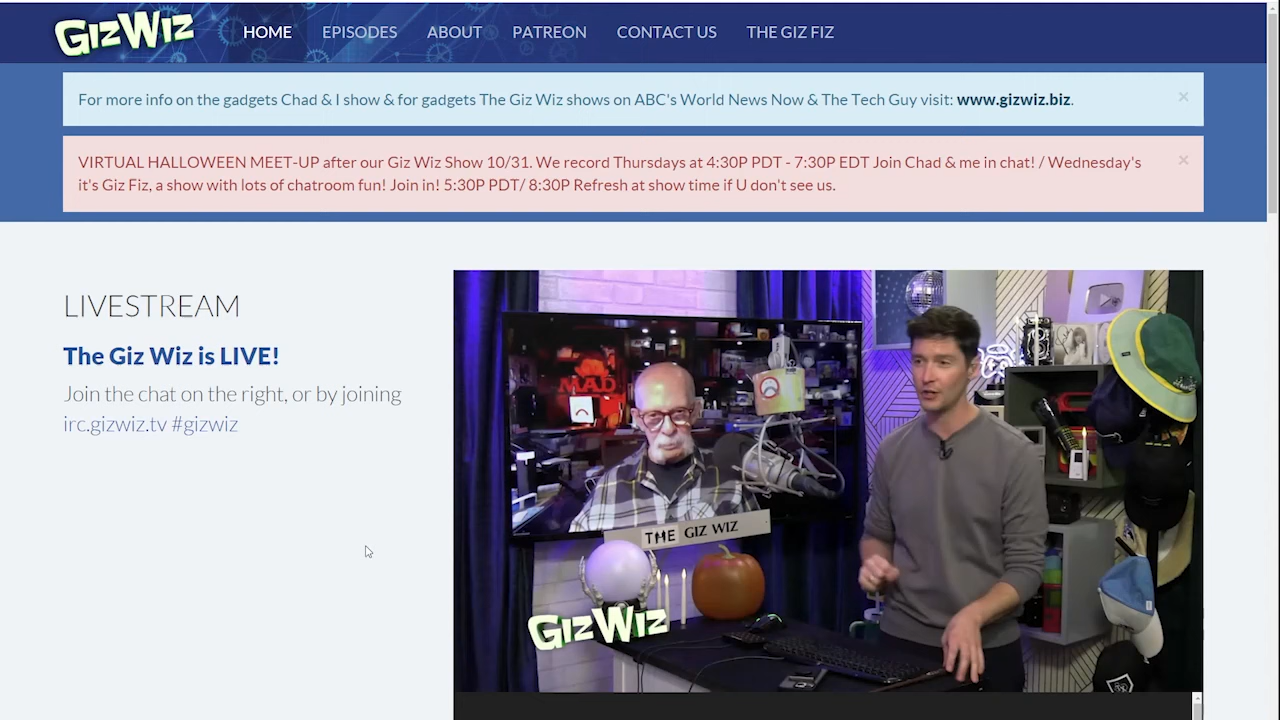 GIZWIZ
HOME EPISODES ABOUT PATREON CONTACT US THE GIZ FIZ
For more info on the gadgets Chad & I show & for gadgets The Giz Wiz shows on ABC's World News Now & The Tech Guy visit: www.gizwiz.biz. ×
VIRTUAL HALLOWEEN MEET-UP after our Giz Wiz Show 10/31. We record Thursdays at 4:30P PDT - 7:30P EDT Join Chad & me in chat! / Wednesday's ×
it's Giz Fiz, a show with lots of chatroom fun! Join in! 5:30P PDT/ 8:30P Refresh at show time if U don't see us.
LIVESTREAM
The Giz Wiz is LIVE!
Join the chat on the right, or by joining
irc.gizwiz.tv #gizwiz
MAD
THE GIZ WIZ
GIZWIZ